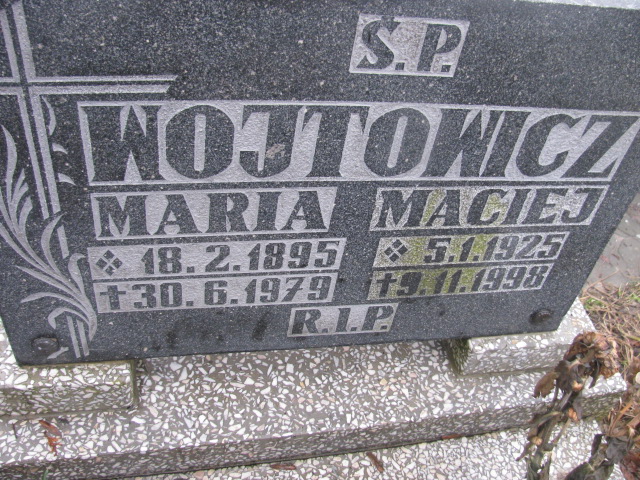 Ś.P.
WOJTOWICZ
MARIA MACIEJ
18.2.1895 5.1.1925
30.6.1979 9.11.1998
R.I.P.